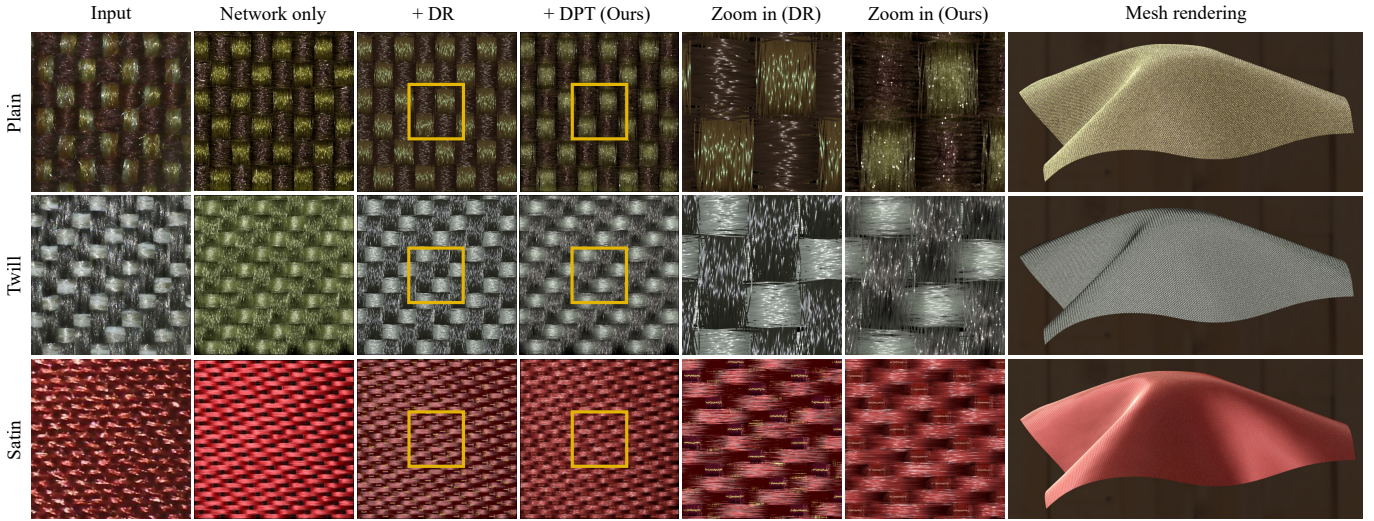 Input Network only + DR + DPT (Ours) Zoom in (DR) Zoom in (Ours) Mesh rendering
Plain
Twill
Satin